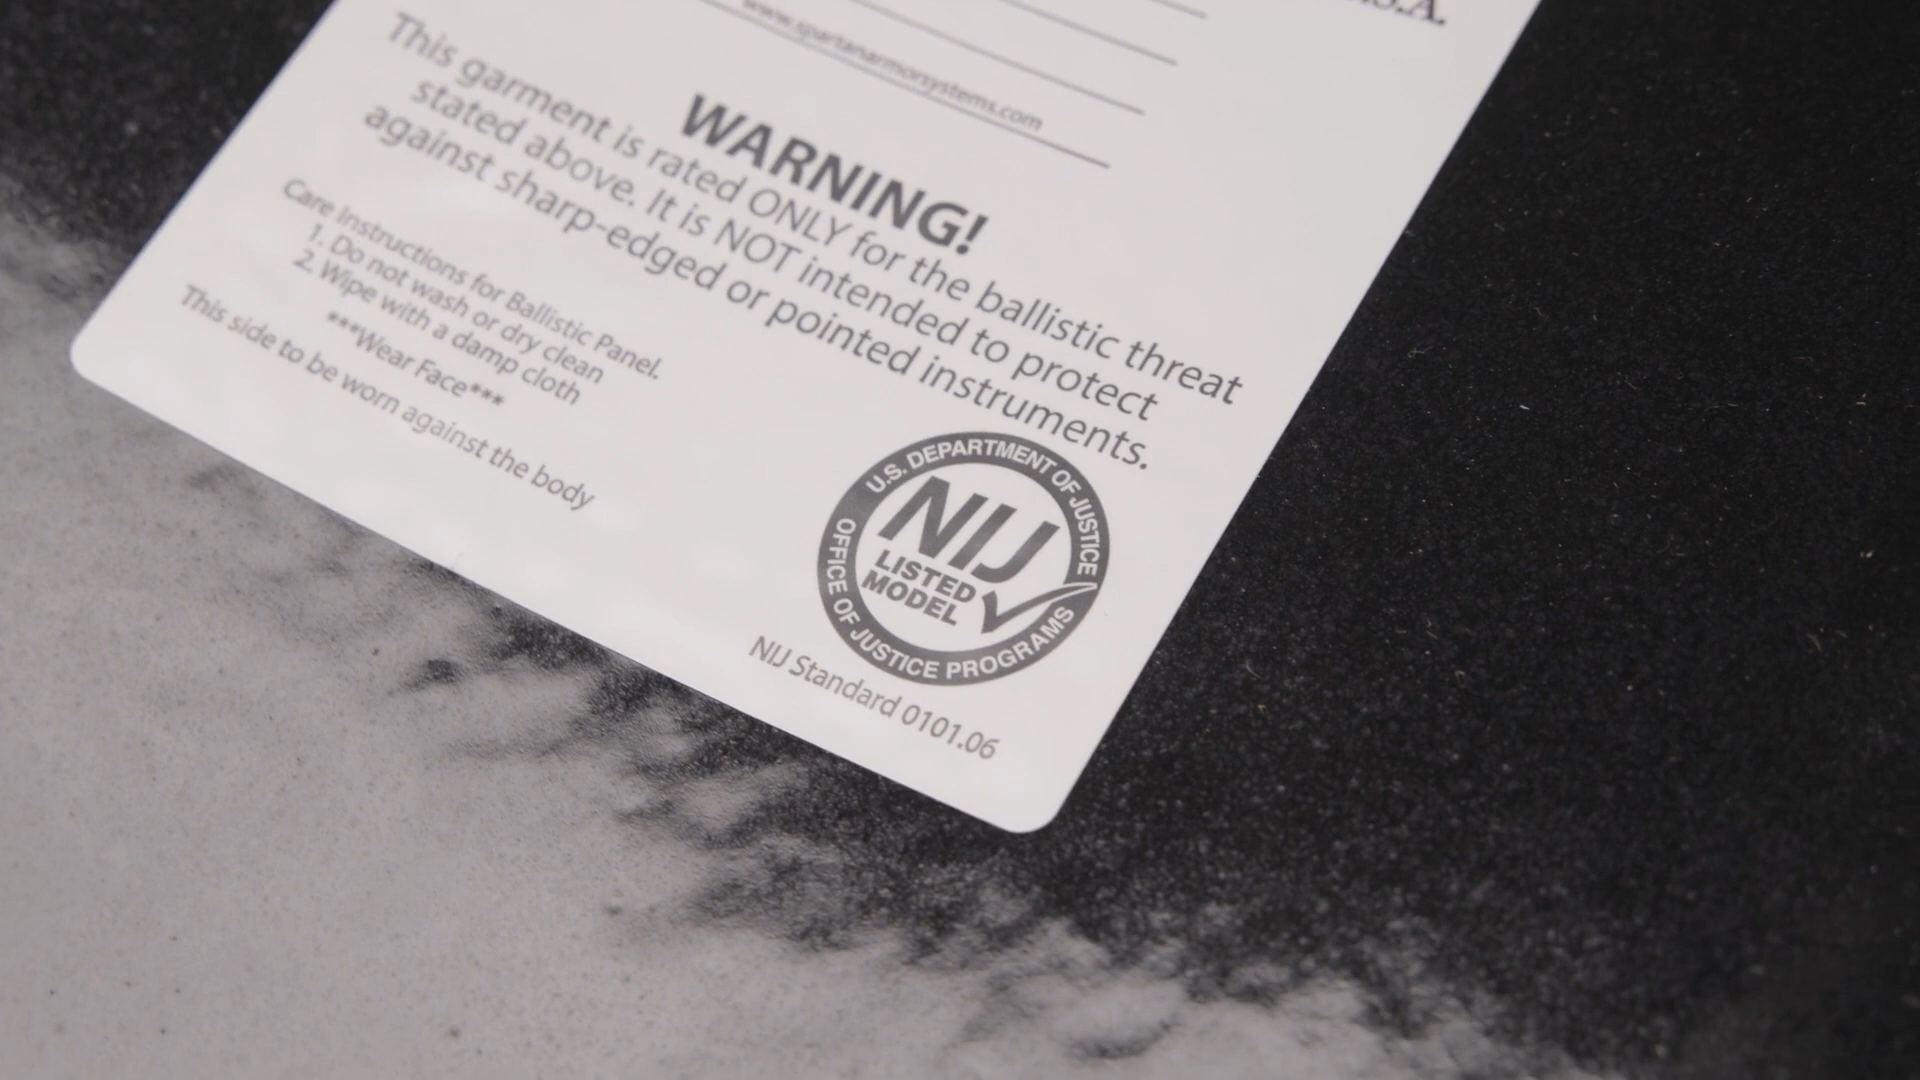 U.S.A.
www.spartanarmorsystems.com
WARNING!
This garment is rated ONLY for the ballistic threat
stated above. It is NOT intended to protect
against sharp-edged or pointed instruments.
Care Instructions for Ballistic Panel.
1. Do not wash or dry clean
2. Wipe with a damp cloth
***Wear Face***
This side to be worn against the body
U.S. DEPARTMENT OF JUSTICE
NIJ
LISTED
MODEL
OFFICE OF JUSTICE PROGRAMS
NIJ Standard 0101.06